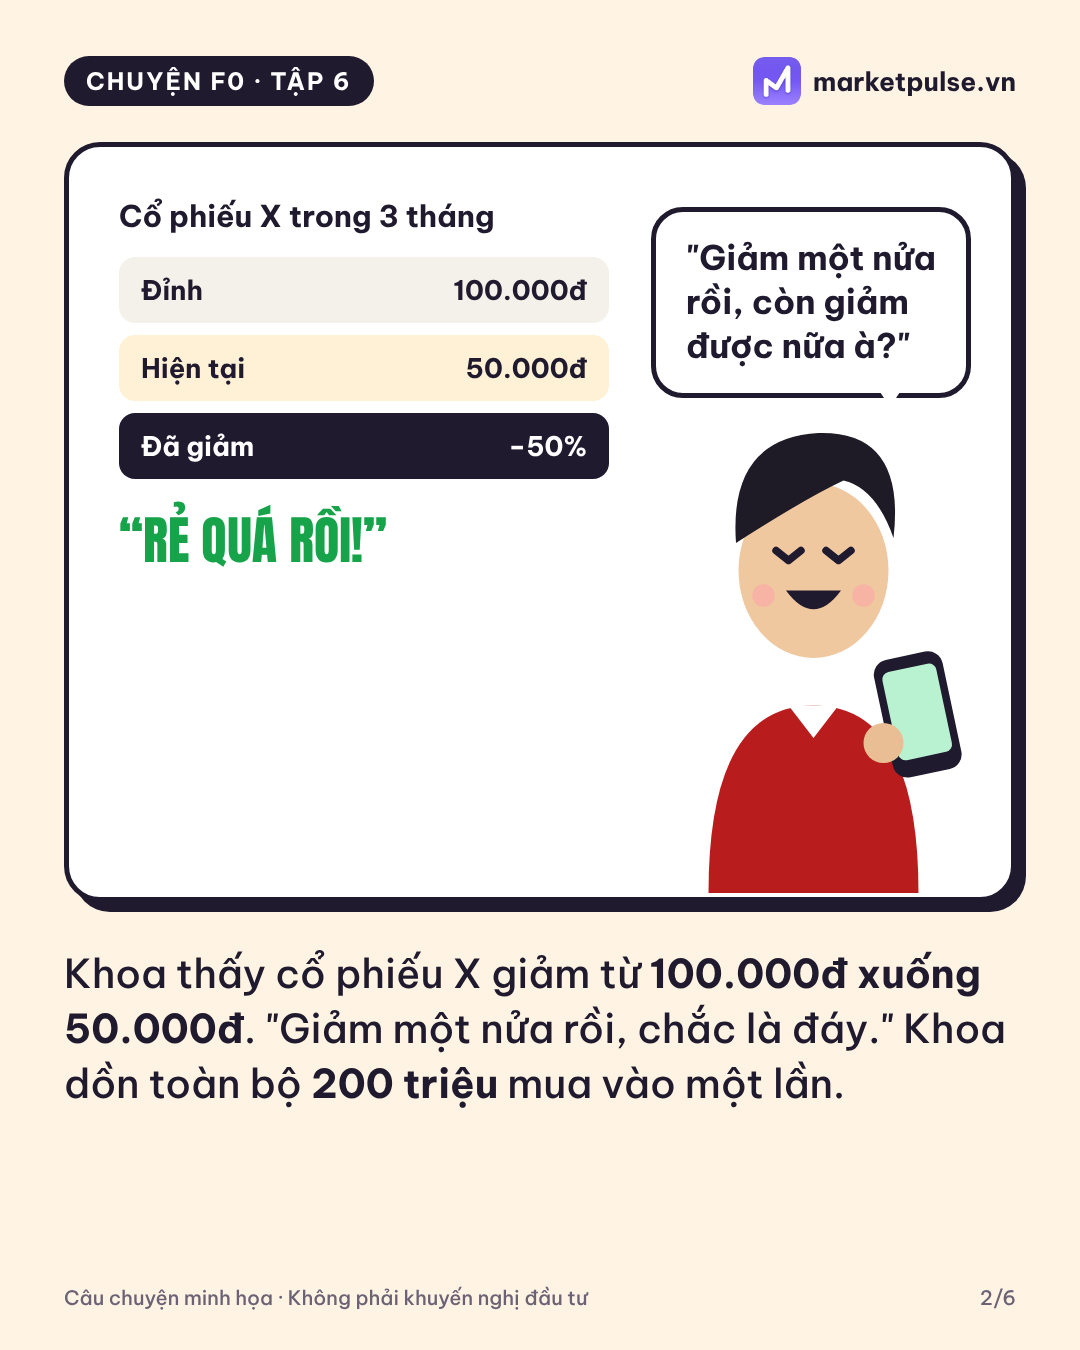 CHUYỆN F0 · TẬP 6
marketpulse.vn
Cổ phiếu X trong 3 tháng
Đỉnh 100.000đ
Hiện tại 50.000đ
Đã giảm −50%
“RẺ QUÁ RỒI!”
"Giảm một nửa
rồi, còn giảm
được nữa à?"
Khoa thấy cổ phiếu X giảm từ 100.000đ xuống
50.000đ. "Giảm một nửa rồi, chắc là đáy." Khoa
dồn toàn bộ 200 triệu mua vào một lần.
Câu chuyện minh họa · Không phải khuyến nghị đầu tư
2/6